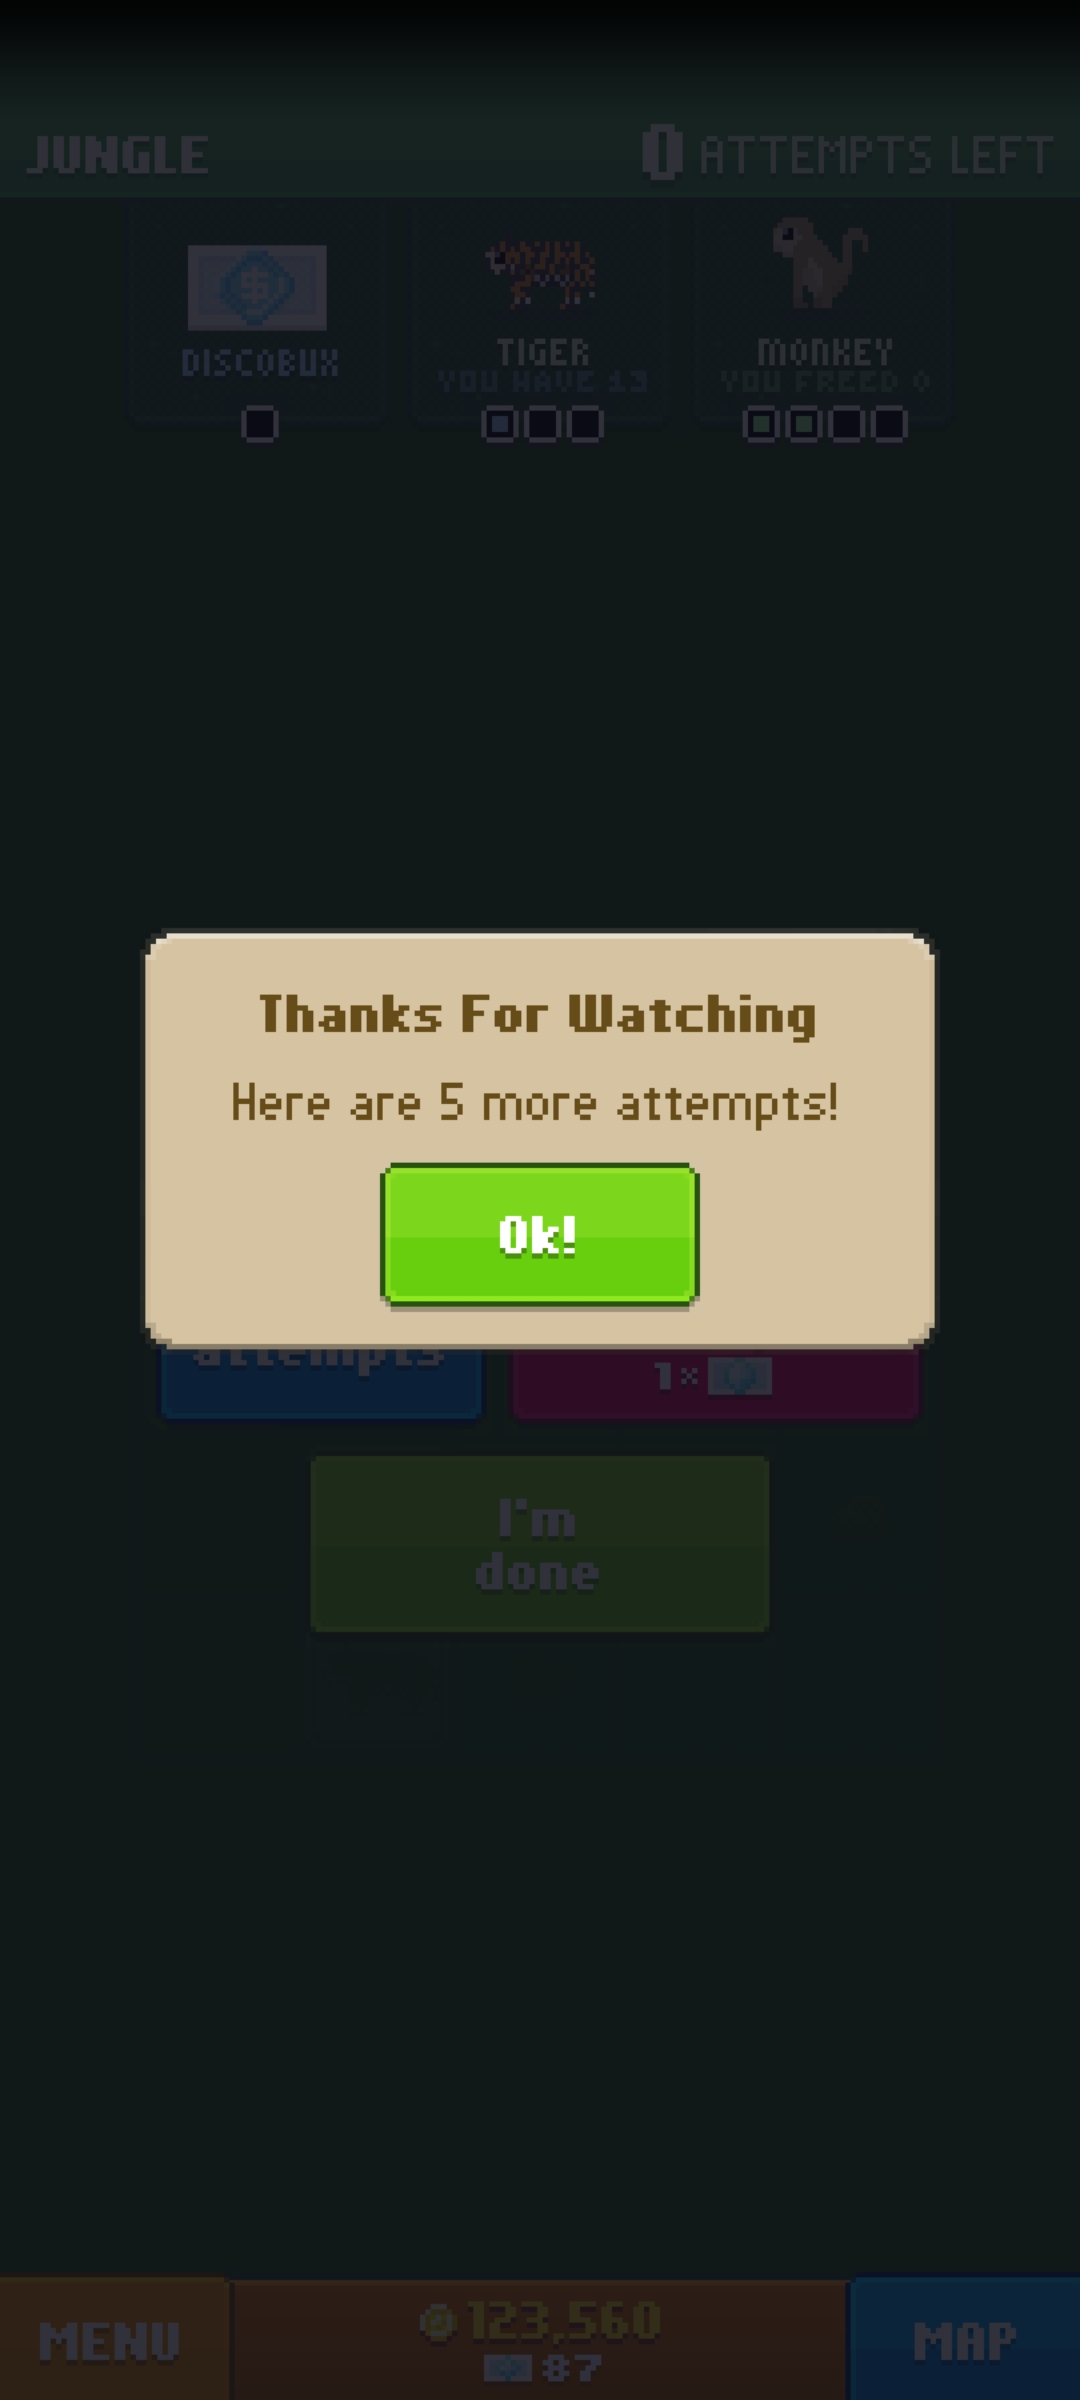 JUNGLE
0 ATTEMPTS LEFT
$
DISCOBUX
TIGER
YOU HAVE 13
MONKEY
YOU FREED 0
Thanks For Watching
Here are 5 more attempts!
Ok!
attempts
1×
I'm
done
MENU
123,560
87
MAP